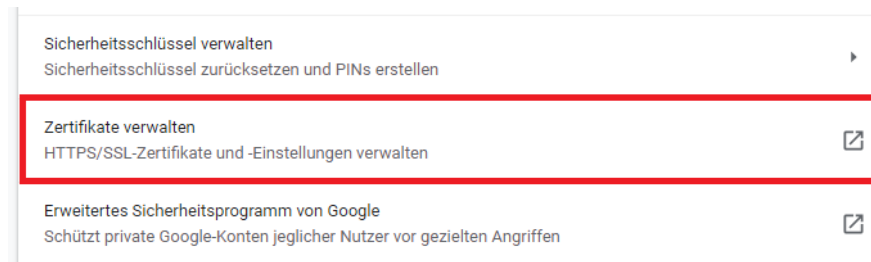 Sicherheitsschlüssel verwalten
Sicherheitsschlüssel zurücksetzen und PINs erstellen
Zertifikate verwalten
HTTPS/SSL-Zertifikate und -Einstellungen verwalten
Erweitertes Sicherheitsprogramm von Google
Schützt private Google-Konten jeglicher Nutzer vor gezielten Angriffen